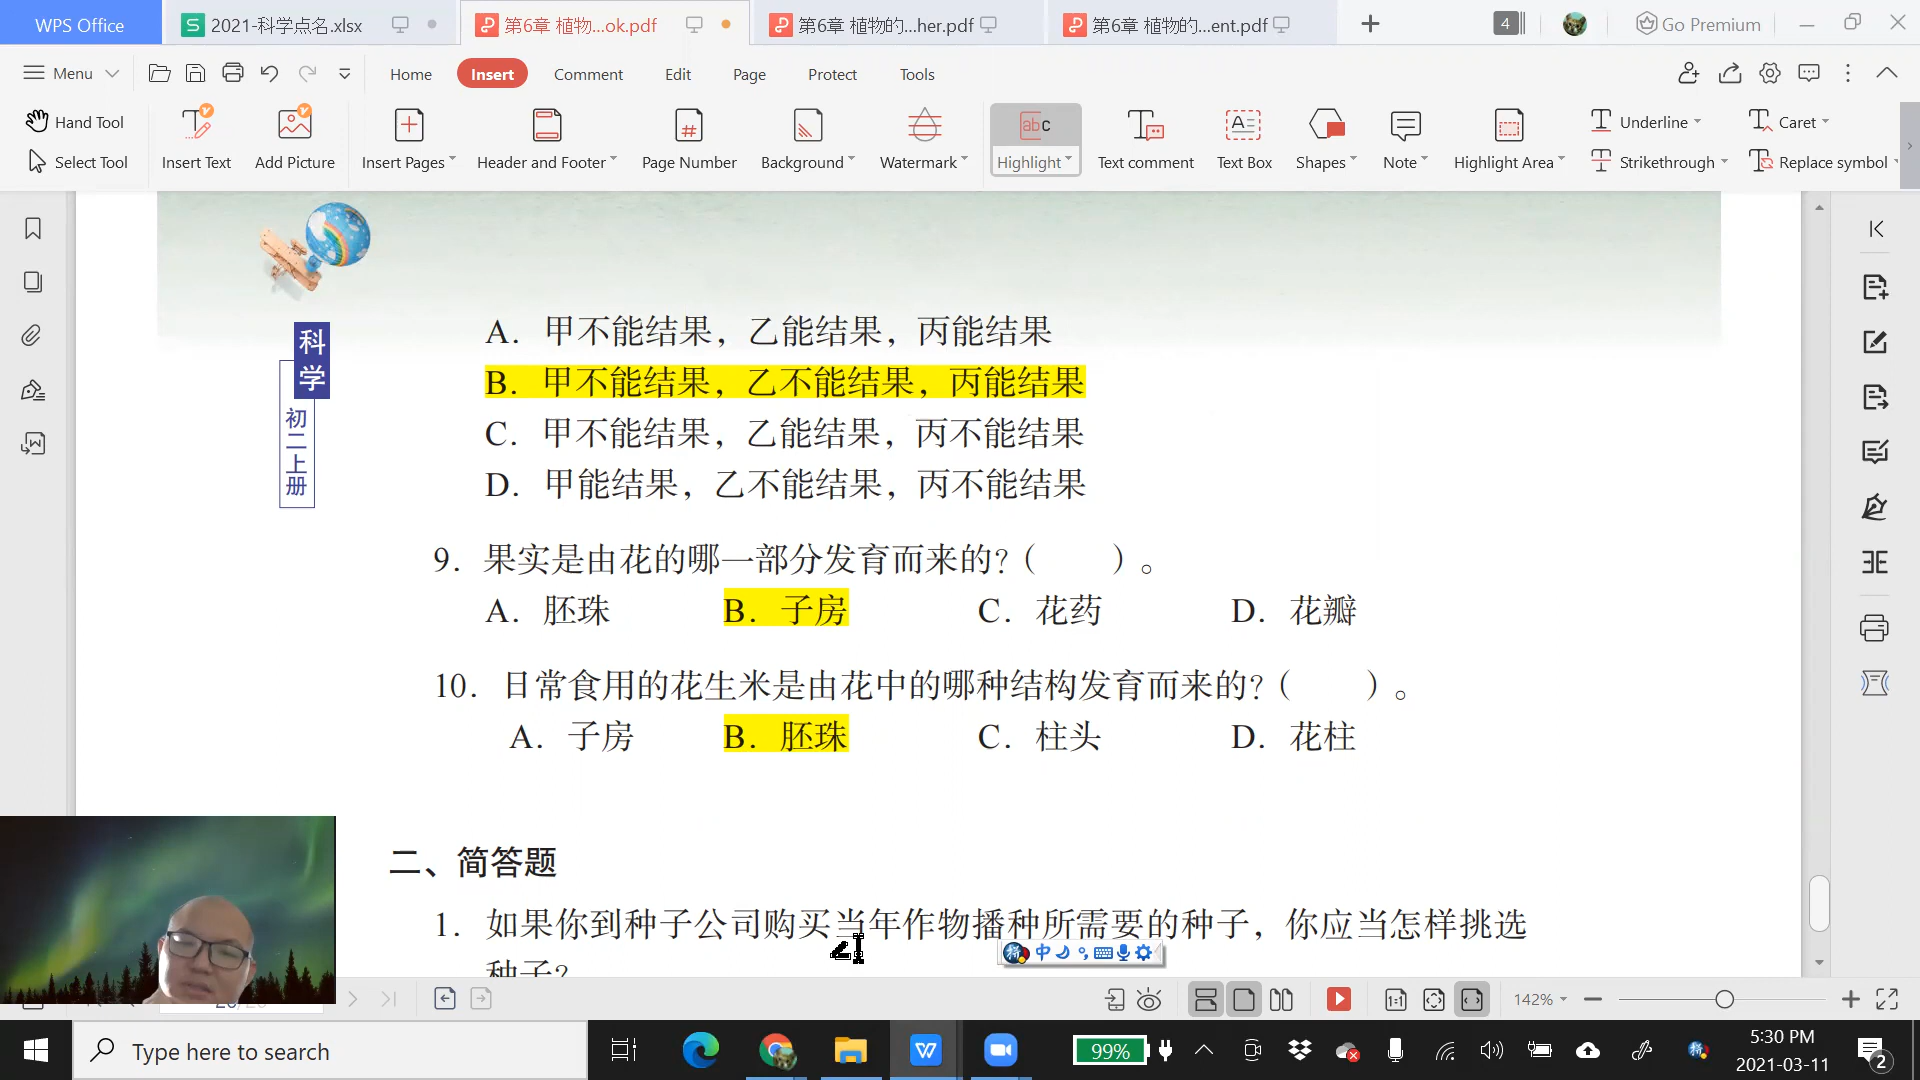 WPS Office
2021-科学点名.xlsx
第6章 植物...ok.pdf
第6章 植物的...her.pdf
第6章 植物的...ent.pdf
4
Go Premium
Menu
Home
Insert
Comment
Edit
Page
Protect
Tools
Hand Tool
Select Tool
Insert Text
Add Picture
Insert Pages
Header and Footer
Page Number
Background
Watermark
Highlight
Text comment
Text Box
Shapes
Note
Highlight Area
Underline
Strikethrough
Caret
Replace symbol
科学
初二上册
A. 甲不能结果，乙能结果，丙能结果
B. 甲不能结果，乙不能结果，丙能结果
C. 甲不能结果，乙能结果，丙不能结果
D. 甲能结果，乙不能结果，丙不能结果
9. 果实是由花的哪一部分发育而来的?（ ）。
A. 胚珠 B. 子房 C. 花药 D. 花瓣
10. 日常食用的花生米是由花中的哪种结构发育而来的?（ ）。
A. 子房 B. 胚珠 C. 柱头 D. 花柱
二、简答题
1. 如果你到种子公司购买当年作物播种所需要的种子，你应当怎样挑选
种子?
中
142%
Type here to search
99%
5:30 PM
2021-03-11
2